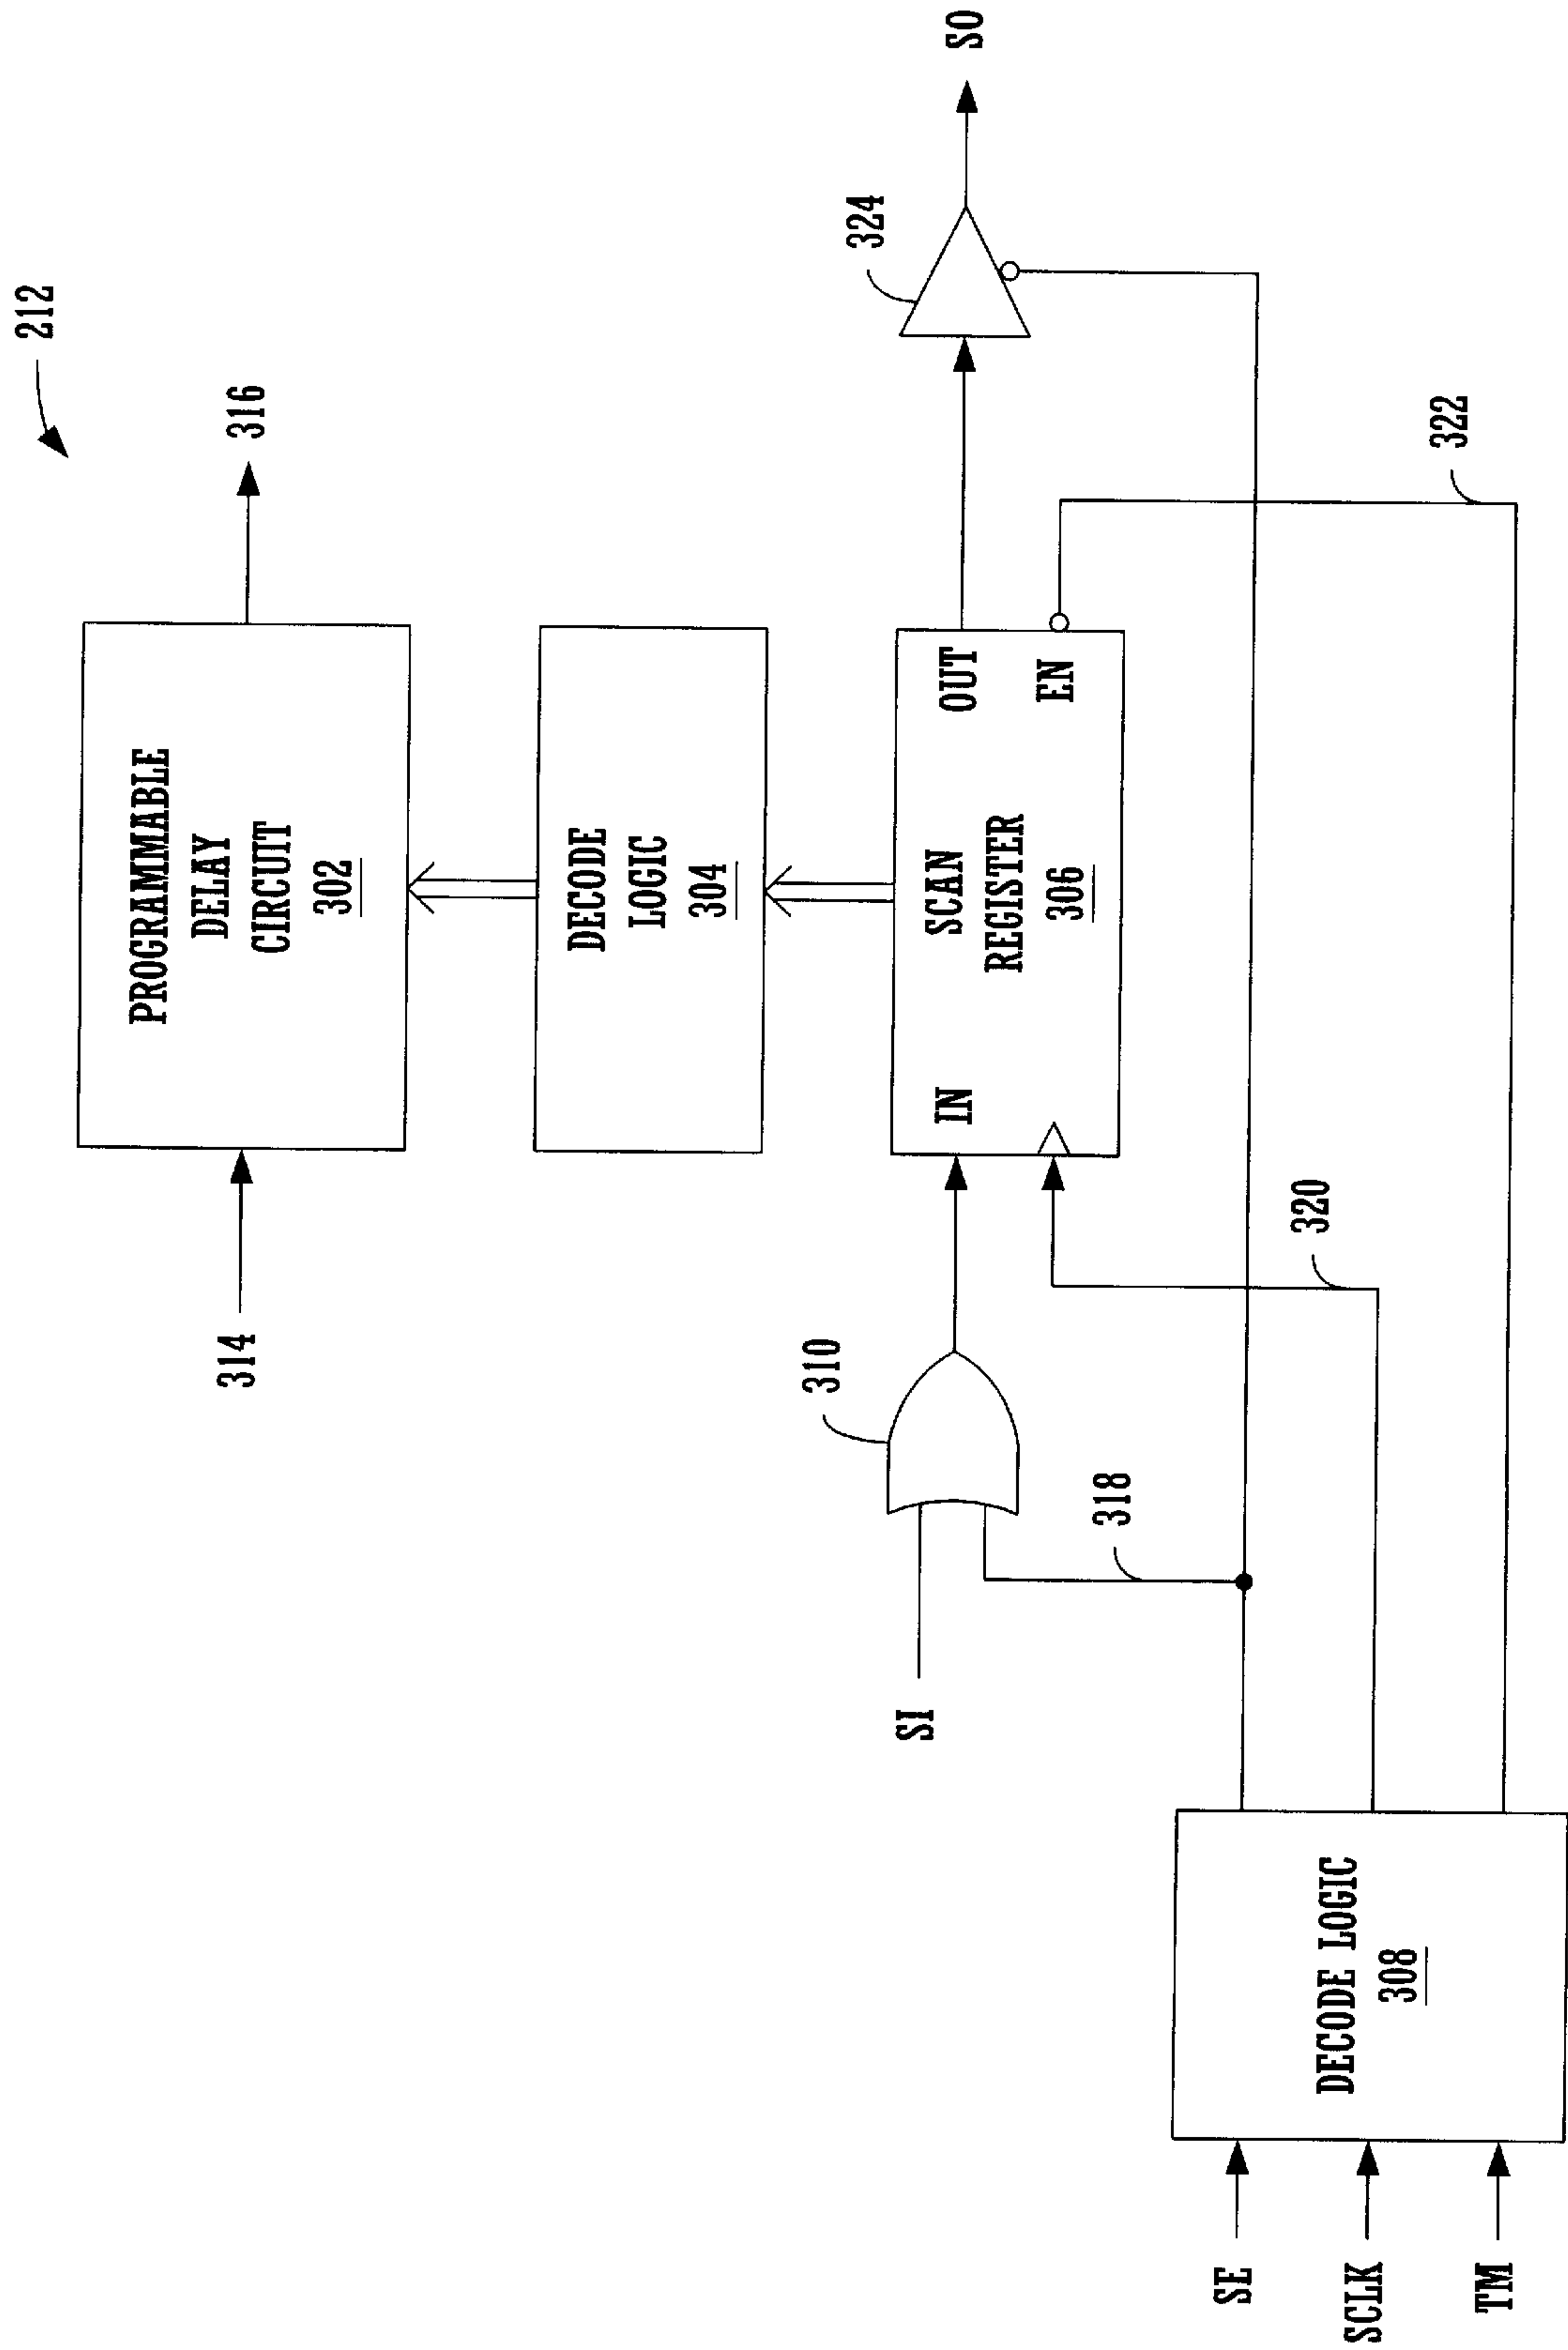 212
314
PROGRAMMABLE
DELAY
CIRCUIT
302
316
DECODE
LOGIC
304
SI
310
IN
SCAN
REGISTER
306
OUT
EN
324
SO
318
320
322
SE
SCLK
TM
DECODE LOGIC
308